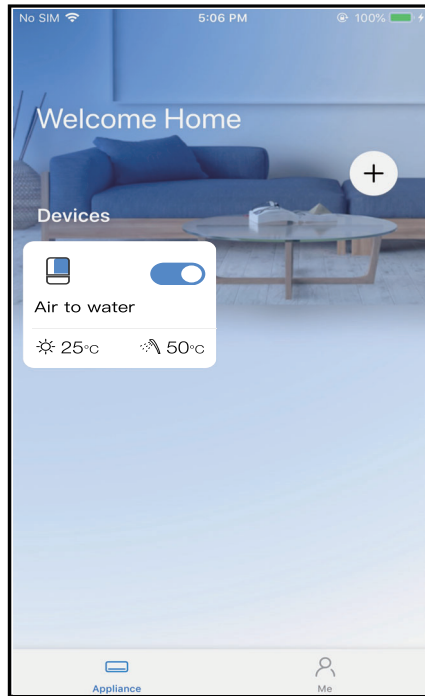 No SIM 5:06 PM 100%
Welcome Home
+
Devices
Air to water
25°C 50°C
Appliance Me